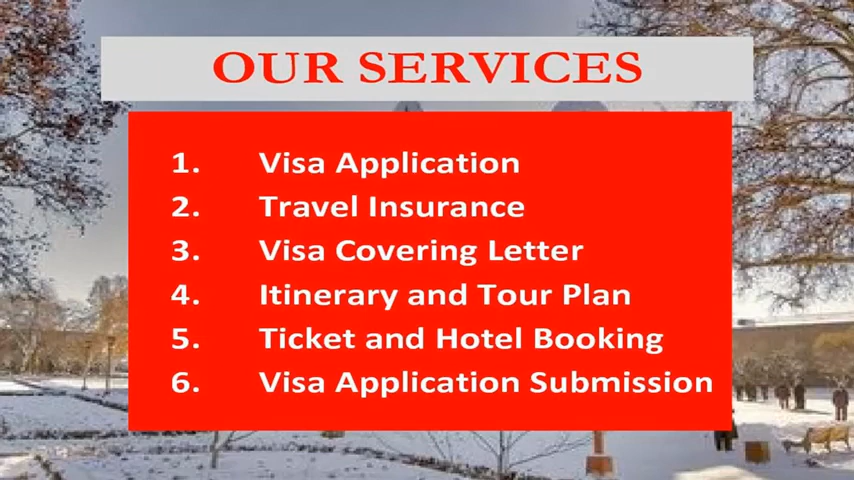 OUR SERVICES
1. Visa Application
2. Travel Insurance
3. Visa Covering Letter
4. Itinerary and Tour Plan
5. Ticket and Hotel Booking
6. Visa Application Submission